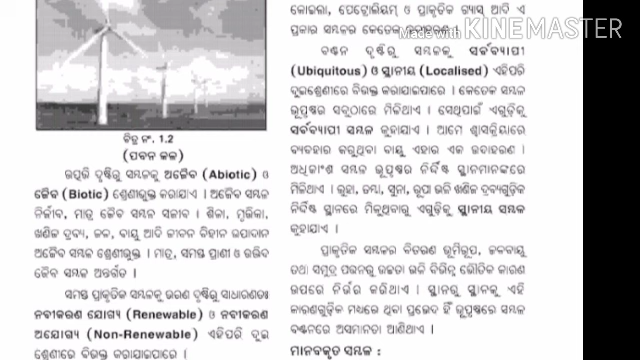 ଚିତ୍ର ନଂ. 1.2
(ପବନ କଳ)
ଉତ୍ପତ୍ତି ଦୃଷ୍ଟିରୁ ସମ୍ବଳକୁ ଅଜୈବ (Abiotic) ଓ
ଜୈବ (Biotic) ଶ୍ରେଣୀଭୁକ୍ତ କରାଯାଏ । ଅଜୈବ ସମ୍ବଳ
ନିର୍ଜୀବ, ମାତ୍ର ଜୈବ ସମ୍ବଳ ସଜୀବ । ଶିଳା, ମୃତ୍ତିକା,
ଖଣିଜ ଦ୍ରବ୍ୟ, ଜଳ, ବାୟୁ ଆଦି ଜୀବନ ବିହୀନ ଉପାଦାନ
ଅଜୈବ ସମ୍ବଳ ଶ୍ରେଣୀଭୁକ୍ତ । ମାତ୍ର, ସମସ୍ତ ପ୍ରାଣୀ ଓ ଉଦ୍ଭିଦ
ଜୈବ ସମ୍ବଳ ଅନ୍ତର୍ଗତ ।
ସମସ୍ତ ପ୍ରାକୃତିକ ସମ୍ବଳକୁ ଭରଣ ଦୃଷ୍ଟିରୁ ସାଧାରଣତଃ
ନବୀକରଣ ଯୋଗ୍ୟ (Renewable) ଓ ନବୀକରଣ
ଅଯୋଗ୍ୟ (Non-Renewable) ଏହିପରି ଦୁଇ
ଶ୍ରେଣୀରେ ବିଭକ୍ତ କରାଯାଇପାରେ ।
କୋଇଲା, ପେଟ୍ରୋଲିୟମ୍ ଓ ପ୍ରାକୃତିକ ଗ୍ୟାସ୍ ଆଦି ଏ
ପ୍ରକାର ସମ୍ବଳର କେତେକ ଉଦାହରଣ ।
Made with KINEMASTER
ବଣ୍ଟନ ଦୃଷ୍ଟିରୁ ସମ୍ବଳକୁ ସର୍ବବ୍ୟାପୀ
(Ubiquitous) ଓ ସ୍ଥାନୀୟ (Localised) ଏହିପରି
ଦୁଇଶ୍ରେଣୀରେ ବିଭକ୍ତ କରାଯାଇପାରେ । କେତେକ ସମ୍ବଳ
ଭୂପୃଷ୍ଠର ସବୁଠାରେ ମିଳିଥାଏ । ସେଥିପାଇଁ ଏଗୁଡ଼ିକୁ
ସର୍ବବ୍ୟାପୀ ସମ୍ବଳ କୁହାଯାଏ । ଆମେ ଶ୍ୱାସକ୍ରିୟାରେ
ବ୍ୟବହାର କରୁଥିବା ବାୟୁ ଏହାର ଏକ ଉଦାହରଣ ।
ଅଧିକାଂଶ ସମ୍ବଳ ଭୂପୃଷ୍ଠର ନିର୍ଦ୍ଦିଷ୍ଟ ସ୍ଥାନମାନଙ୍କରେ
ମିଳିଥାଏ । ଲୁହା, ତମ୍ବା, ସୁନା, ରୂପା ଭଳି ଖଣିଜ ଦ୍ରବ୍ୟଗୁଡ଼ିକ
ନିର୍ଦ୍ଦିଷ୍ଟ ସ୍ଥାନରେ ମିଳୁଥିବାରୁ ଏଗୁଡ଼ିକୁ ସ୍ଥାନୀୟ ସମ୍ବଳ
କୁହାଯାଏ ।
ପ୍ରାକୃତିକ ସମ୍ବଳର ବିତରଣ ଭୂମିରୂପ, ଜଳବାୟୁ
ତଥା ସମୁଦ୍ର ପତ୍ତନରୁ ଉଚ୍ଚତା ଭଳି ବିଭିନ୍ନ ଭୌତିକ କାରଣ
ଉପରେ ନିର୍ଭର କରିଥାଏ । ସ୍ଥାନରୁ ସ୍ଥାନକୁ ଏହି
କାରଣଗୁଡ଼ିକ ମଧ୍ୟରେ ଥିବା ପ୍ରଭେଦ ହିଁ ଭୂପୃଷ୍ଠରେ ସମ୍ବଳ
ବଣ୍ଟନରେ ଅସମାନତା ଆଣିଥାଏ ।
ମାନବକୃତ ସମ୍ବଳ :